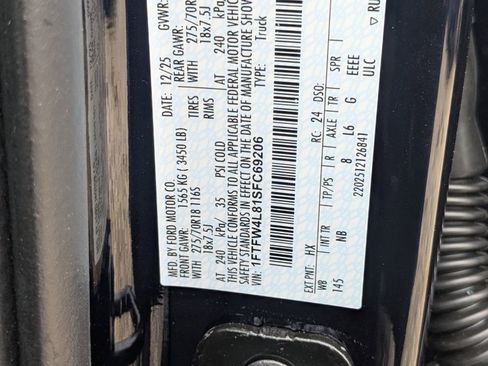 MFD. BY FORD MOTOR CO.
DATE: 12/25 GVWR:
FRONT GAWR: 1565 KG (3450 LB) REAR GAWR:
275/70R18 116S TIRES WITH 275/70R
18x7.5J RIMS 18x7.5J
AT 240 kPa/ 35 PSI COLD AT 240 kPa
THIS VEHICLE CONFORMS TO ALL APPLICABLE FEDERAL MOTOR VEHIC
SAFETY STANDARDS IN EFFECT ON THE DATE OF MANUFACTURE SHOW
VIN: 1FTFW4L81SFC69206 TYPE: Truck
EXT PNT: HX RC: 24 DSO:
WB INT TR TP/PS R AXLE TR SPR
145 NB 8 L6 G EEEE
ULC
2202512126841
▽ RU